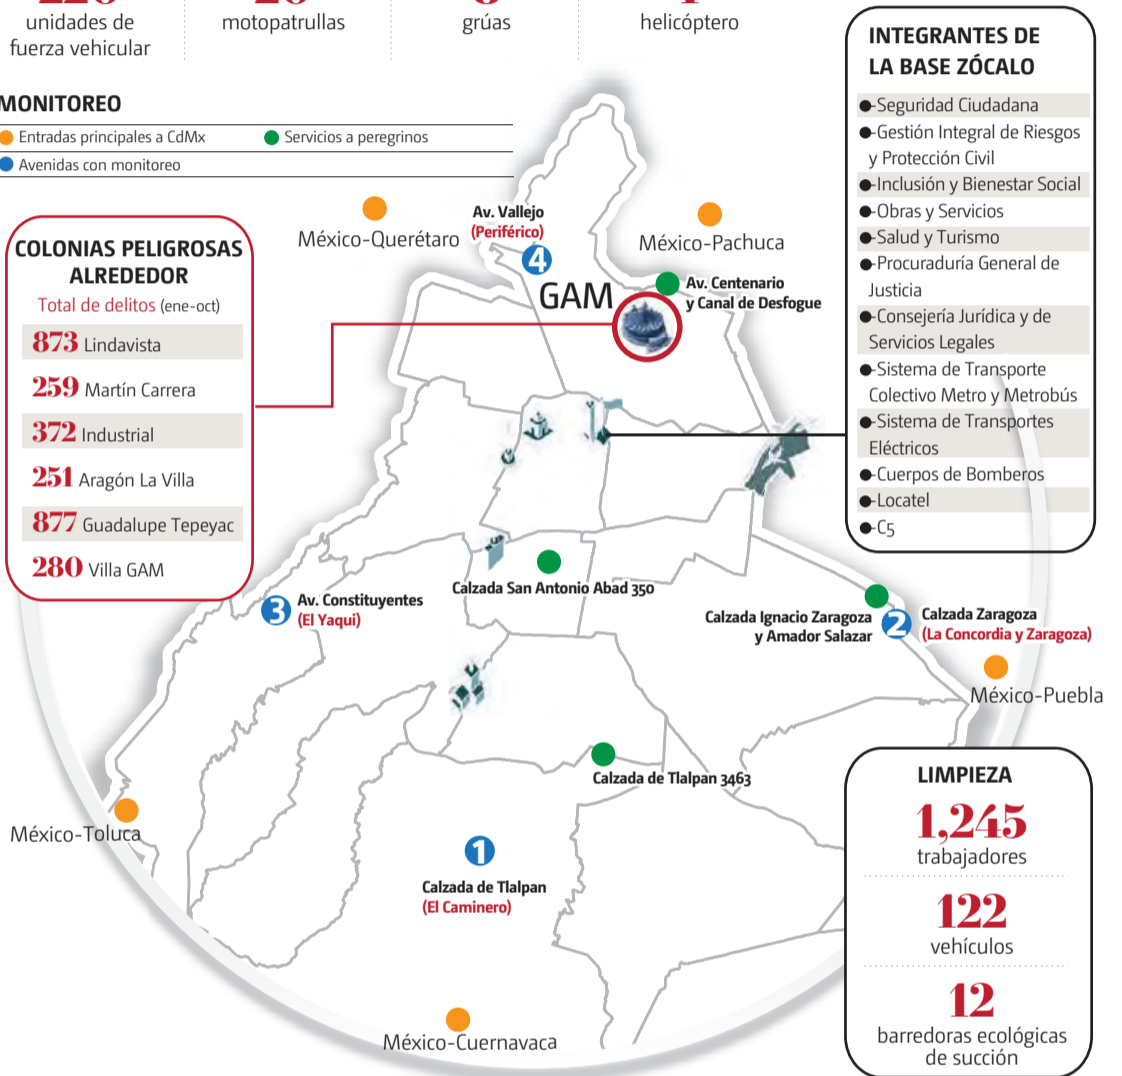 unidades de
fuerza vehicular
motopatrullas
grúas
helicóptero
MONITOREO
Entradas principales a CdMx
Servicios a peregrinos
Avenidas con monitoreo
COLONIAS PELIGROSAS
ALREDEDOR
Total de delitos (ene-oct)
873 Lindavista
259 Martín Carrera
372 Industrial
251 Aragón La Villa
877 Guadalupe Tepeyac
280 Villa GAM
México-Querétaro
Av. Vallejo
(Periférico)
4
México-Pachuca
GAM
Av. Centenario
y Canal de Desfogue
INTEGRANTES DE
LA BASE ZÓCALO
Seguridad Ciudadana
Gestión Integral de Riesgos
y Protección Civil
Inclusión y Bienestar Social
Obras y Servicios
Salud y Turismo
Procuraduría General de
Justicia
Consejería Jurídica y de
Servicios Legales
Sistema de Transporte
Colectivo Metro y Metrobús
Sistema de Transportes
Eléctricos
Cuerpos de Bomberos
Locatel
C5
Calzada San Antonio Abad 350
3
Av. Constituyentes
(El Yaqui)
Calzada Ignacio Zaragoza
y Amador Salazar
2
Calzada Zaragoza
(La Concordia y Zaragoza)
México-Puebla
Calzada de Tlalpan 3463
México-Toluca
1
Calzada de Tlalpan
(El Caminero)
México-Cuernavaca
LIMPIEZA
1,245
trabajadores
122
vehículos
12
barredoras ecológicas
de succión